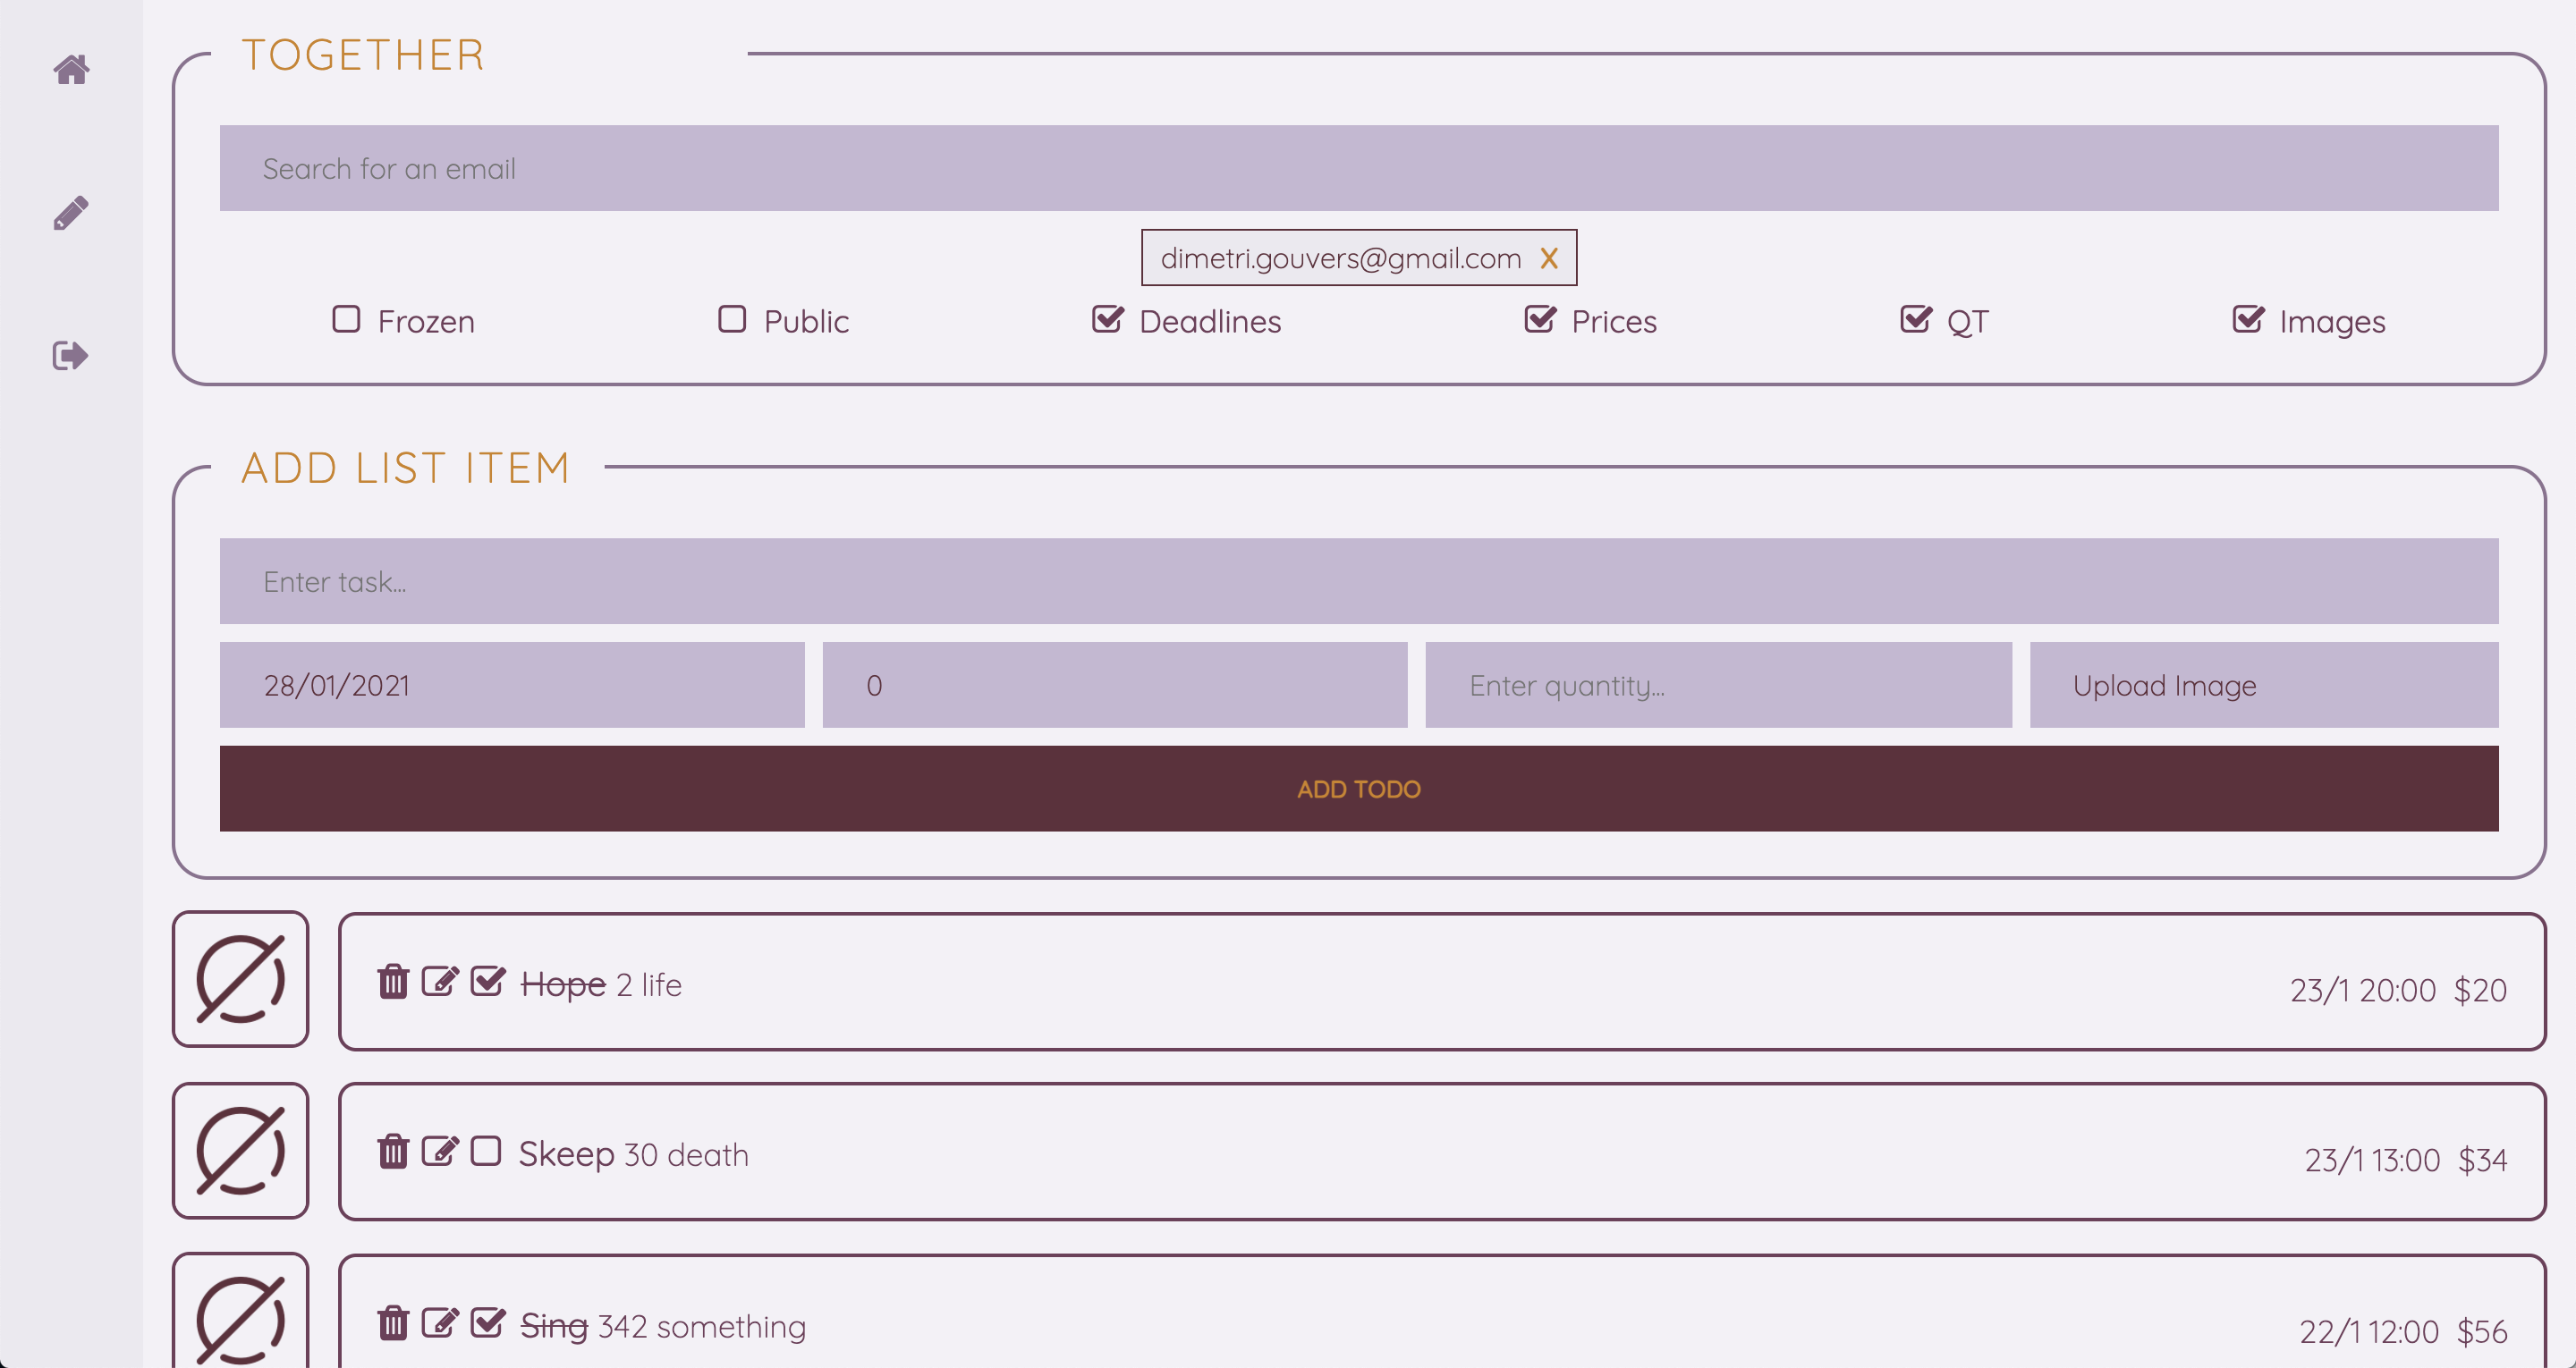 TOGETHER
Search for an email
dimetri.gouvers@gmail.com X
Frozen Public Deadlines Prices QT Images
ADD LIST ITEM
Enter task...
28/01/2021 0 Enter quantity... Upload Image
ADD TODO
Hope 2 life 23/1 20:00 $20
Skeep 30 death 23/1 13:00 $34
Sing 342 something 22/1 12:00 $56